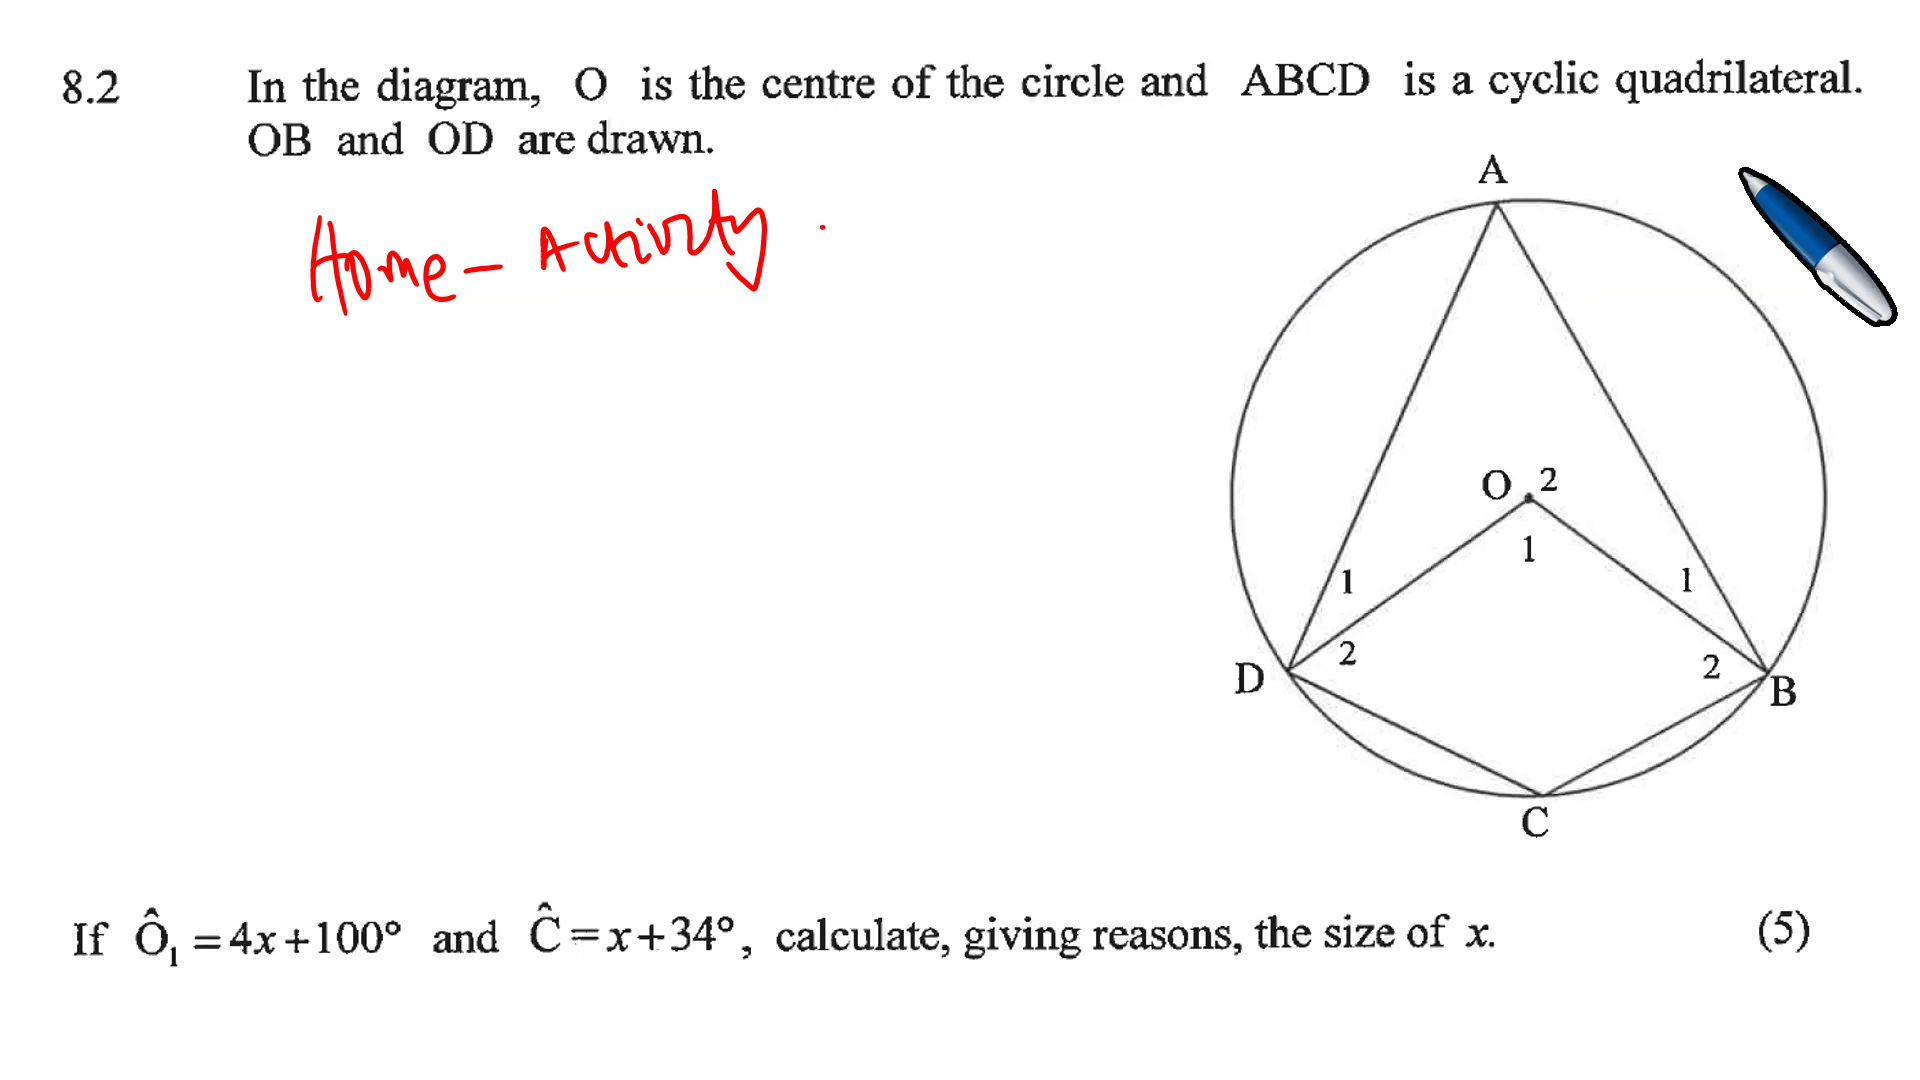 8.2 In the diagram, O is the centre of the circle and ABCD is a cyclic quadrilateral.
OB and OD are drawn.
Home - Activity .
A
O 2
1
1 1
2 2
D B
C
If Ô₁ = 4x + 100° and Ĉ = x + 34°, calculate, giving reasons, the size of x. (5)